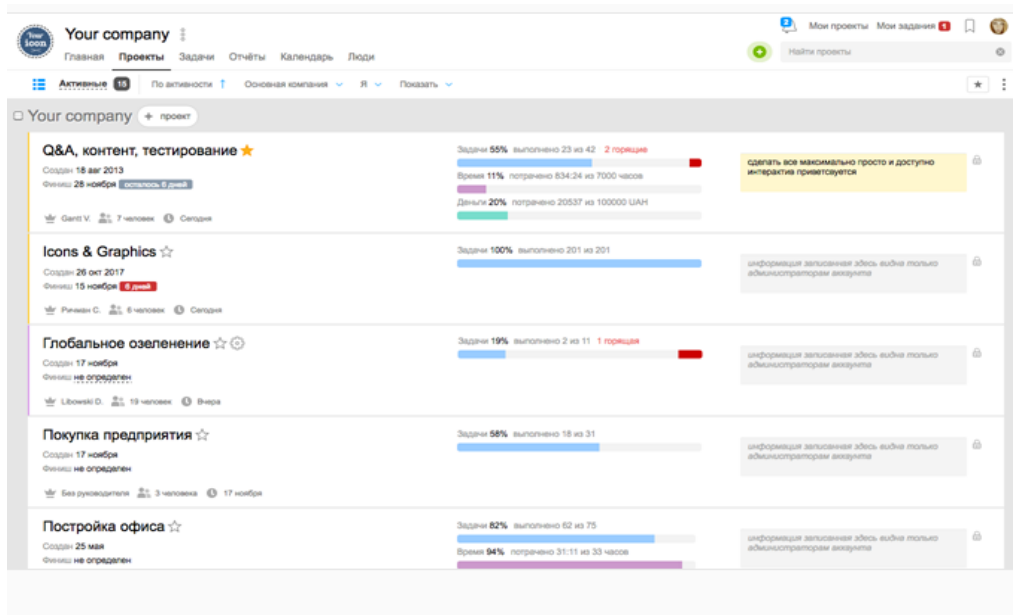 Your icon
Your company
2
Мои проекты Мои задания 1
Главная Проекты Задачи Отчёты Календарь Люди
Найти проекты
Активные 15 По активности ↑ Основная компания Я Показать
Your company + проект
Q&A, контент, тестирование
Создан 18 авг 2013
Финиш 28 ноября осталось 6 дней
Gantt V. 7 человек Сегодня
Задачи 55% выполнено 23 из 42 2 горящие
Время 11% потрачено 834:24 из 7000 часов
Деньги 20% потрачено 20537 из 100000 UAH
сделать все максимально просто и доступно
интерактив приветсвуется
Icons & Graphics
Создан 26 окт 2017
Финиш 15 ноября 6 дней
Ричман С. 6 человек Сегодня
Задачи 100% выполнено 201 из 201
информация записанная здесь видна только
администраторам аккаунта
Глобальное озеленение
Создан 17 ноября
Финиш не определен
Libowski D. 19 человек Вчера
Задачи 19% выполнено 2 из 11 1 горящая
информация записанная здесь видна только
администраторам аккаунта
Покупка предприятия
Создан 17 ноября
Финиш не определен
Без руководителя 3 человека 17 ноября
Задачи 58% выполнено 18 из 31
информация записанная здесь видна только
администраторам аккаунта
Постройка офиса
Создан 25 мая
Финиш не определен
Задачи 82% выполнено 62 из 75
Время 94% потрачено 31:11 из 33 часов
информация записанная здесь видна только
администраторам аккаунта